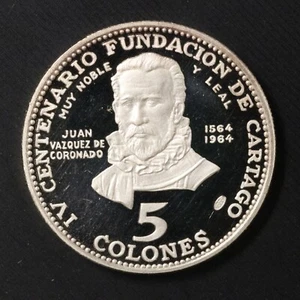 IV CENTENARIO FUNDACION DE CARTAGO
MUY NOBLE Y LEAL
JUAN
VAZQUEZ DE
CORONADO
1564
1964
5
COLONES